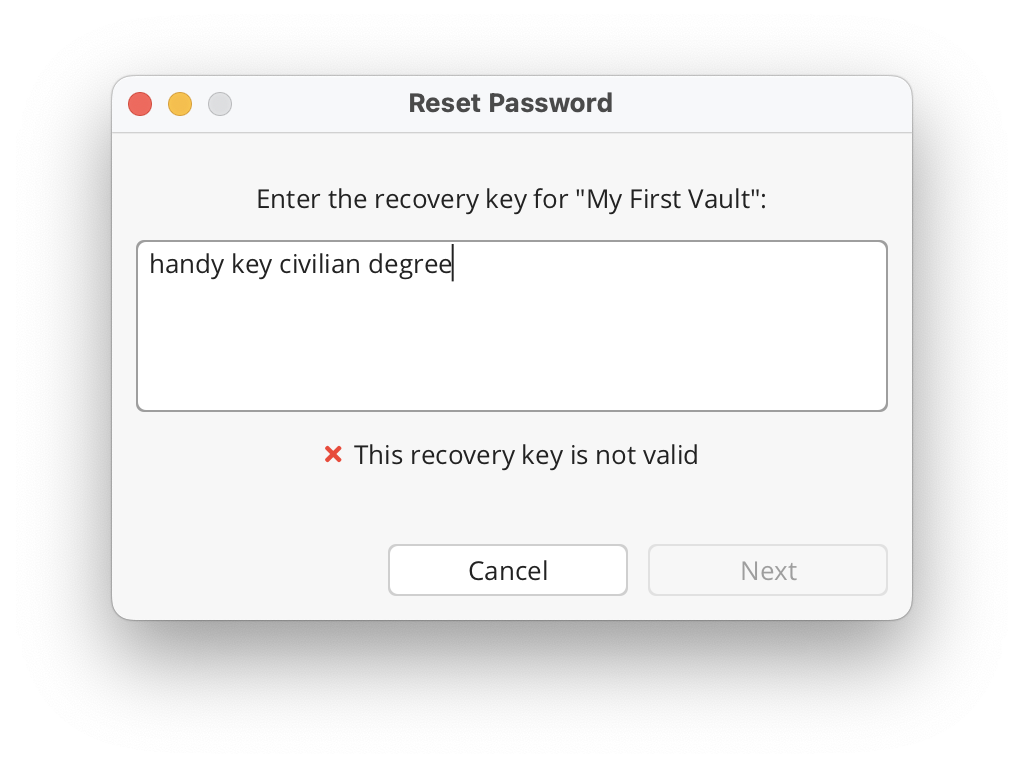 Reset Password
Enter the recovery key for "My First Vault":
handy key civilian degree
This recovery key is not valid
Cancel
Next